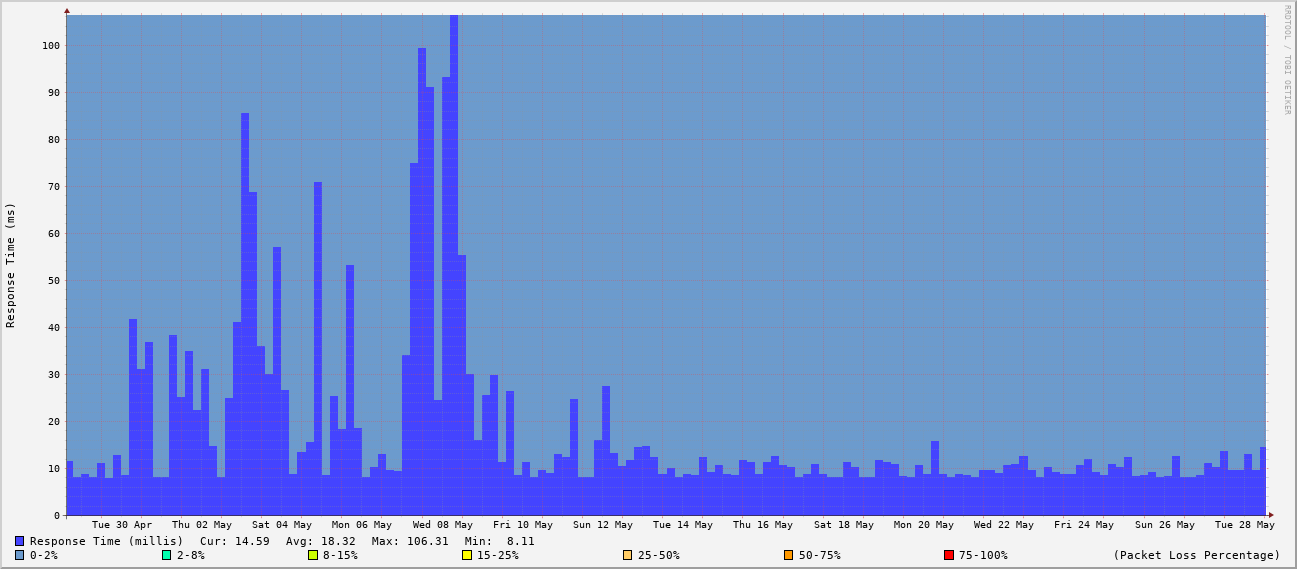 RRDTOOL / TOBI OETIKER
Response Time (ms)
100
90
80
70
60
50
40
30
20
10
0
Tue 30 Apr Thu 02 May Sat 04 May Mon 06 May Wed 08 May Fri 10 May Sun 12 May Tue 14 May Thu 16 May Sat 18 May Mon 20 May Wed 22 May Fri 24 May Sun 26 May Tue 28 May
Response Time (millis) Cur: 14.59 Avg: 18.32 Max: 106.31 Min: 8.11
0-2% 2-8% 8-15% 15-25% 25-50% 50-75% 75-100% (Packet Loss Percentage)